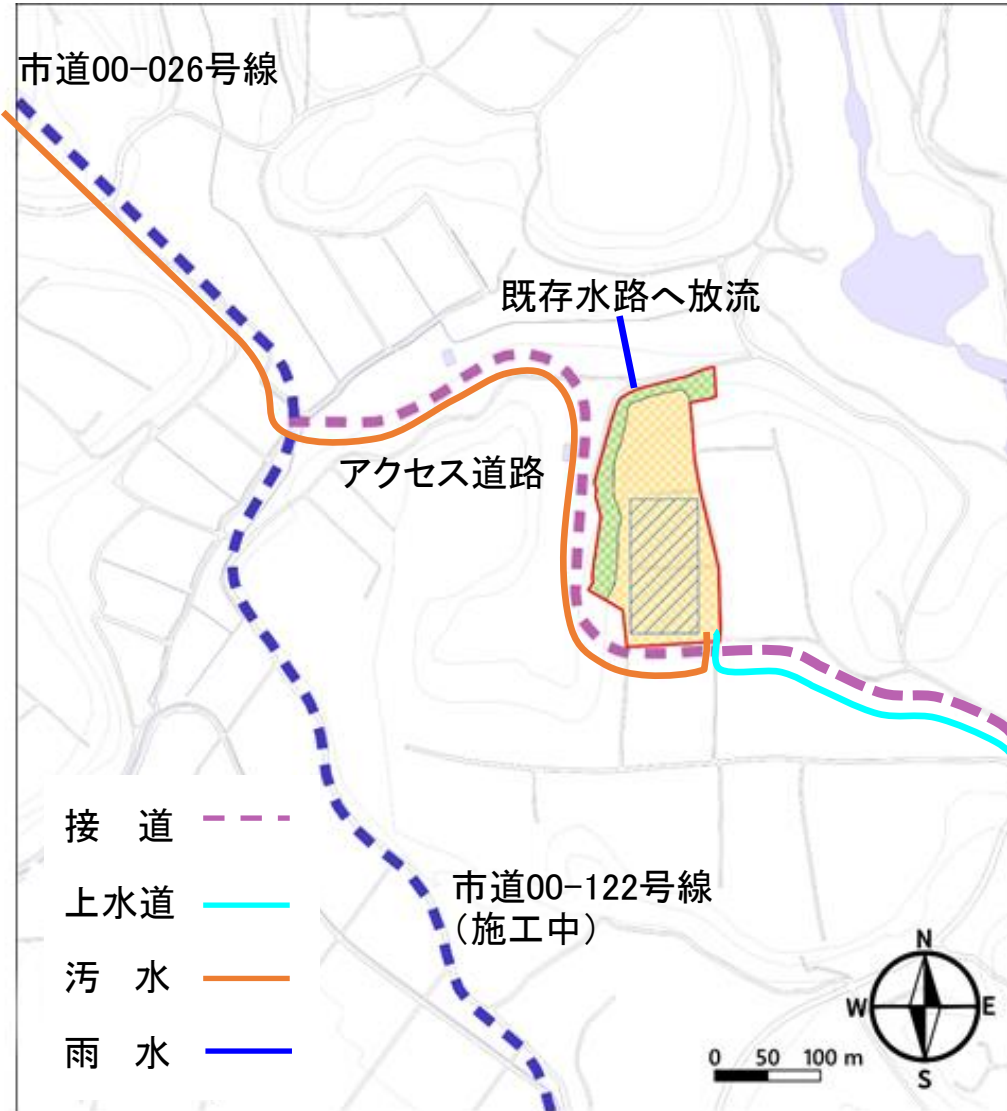 市道00-026号線
既存水路へ放流
アクセス道路
接　道
上水道
汚　水
雨　水
市道00-122号線
（施工中）
N
W
E
S
0 50 100 m